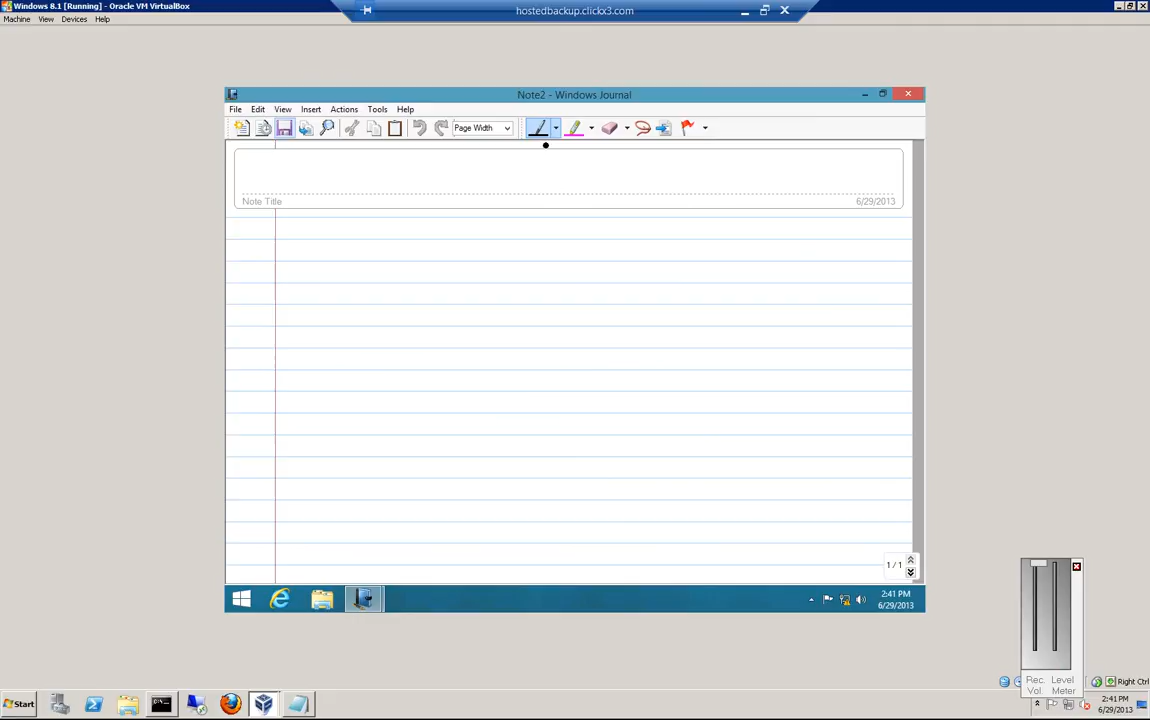 Windows 8.1 [Running] - Oracle VM VirtualBox
hostedbackup.clickx3.com
Machine View Devices Help
Note2 - Windows Journal
File Edit View Insert Actions Tools Help
Page Width
Note Title
6/29/2013
1 / 1
2:41 PM
6/29/2013
Rec. Vol.
Level Meter
Right Ctrl
Start
C:\.
2:41 PM
6/29/2013